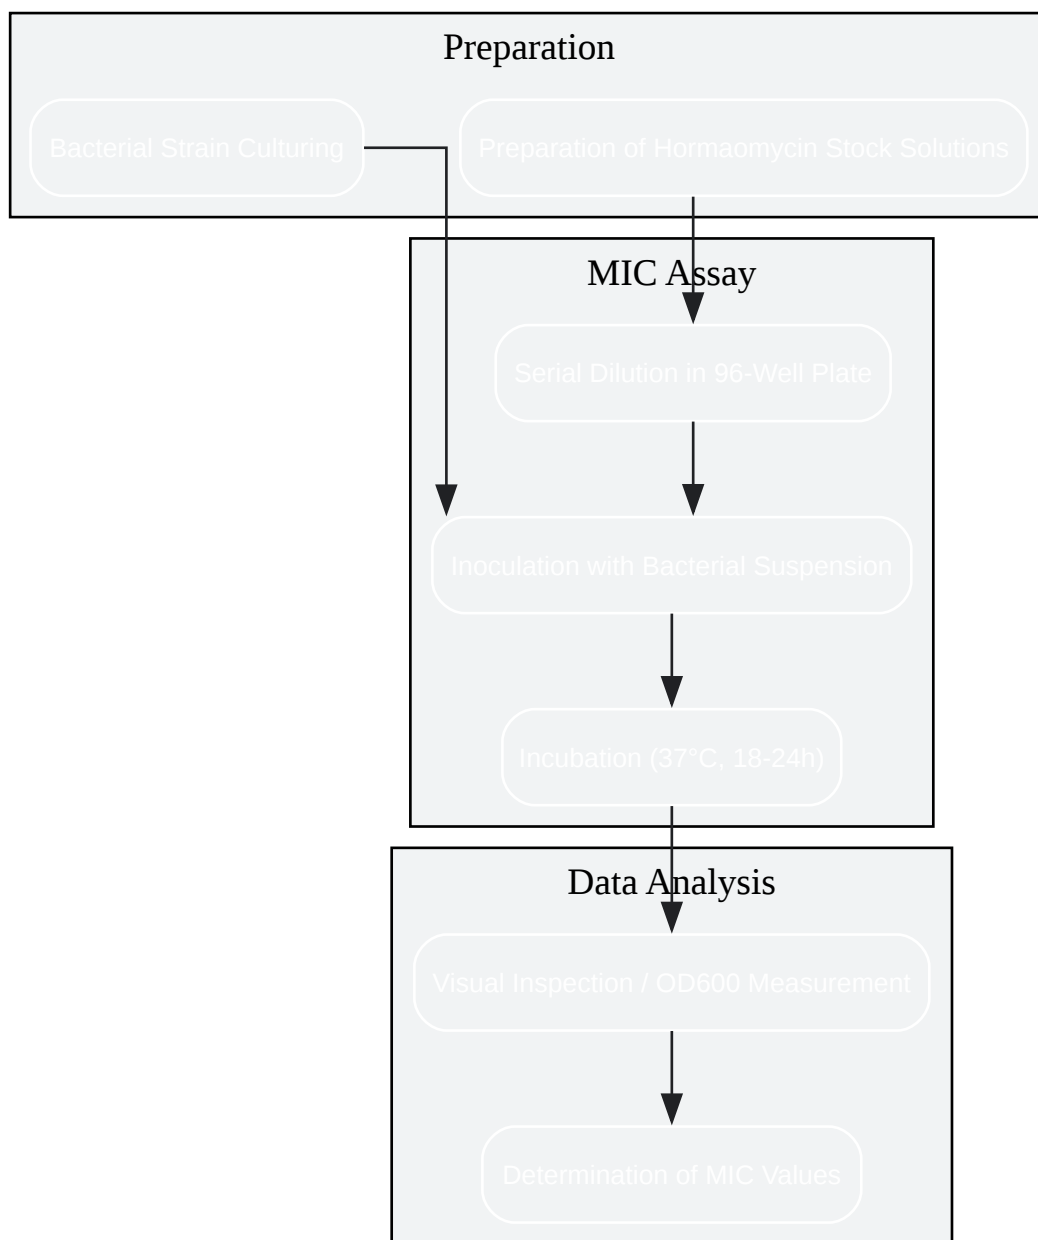 Preparation
Bacterial Strain Culturing
Preparation of Hormaomycin Stock Solutions
MIC Assay
Serial Dilution in 96-Well Plate
Inoculation with Bacterial Suspension
Incubation (37°C, 18-24h)
Data Analysis
Visual Inspection / OD600 Measurement
Determination of MIC Values